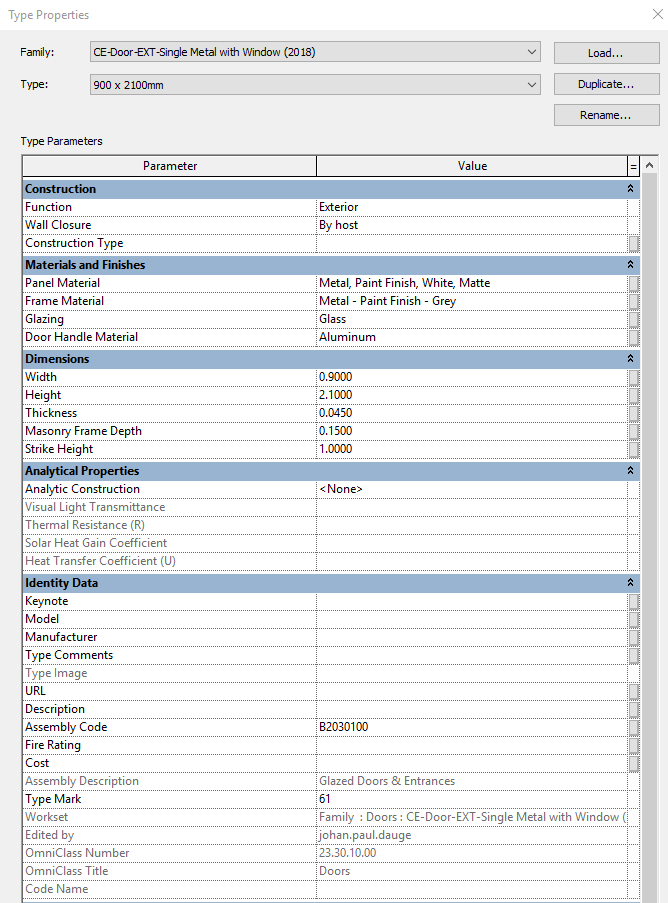 Type Properties
Family: CE-Door-EXT-Single Metal with Window (2018) Load...
Type: 900 x 2100mm Duplicate...
Rename...
Type Parameters
Parameter Value =
Construction
Function Exterior
Wall Closure By host
Construction Type
Materials and Finishes
Panel Material Metal, Paint Finish, White, Matte
Frame Material Metal - Paint Finish - Grey
Glazing Glass
Door Handle Material Aluminum
Dimensions
Width 0.9000
Height 2.1000
Thickness 0.0450
Masonry Frame Depth 0.1500
Strike Height 1.0000
Analytical Properties
Analytic Construction <None>
Visual Light Transmittance
Thermal Resistance (R)
Solar Heat Gain Coefficient
Heat Transfer Coefficient (U)
Identity Data
Keynote
Model
Manufacturer
Type Comments
Type Image
URL
Description
Assembly Code B2030100
Fire Rating
Cost
Assembly Description Glazed Doors & Entrances
Type Mark 61
Workset Family : Doors : CE-Door-EXT-Single Metal with Window (
Edited by johan.paul.dauge
OmniClass Number 23.30.10.00
OmniClass Title Doors
Code Name